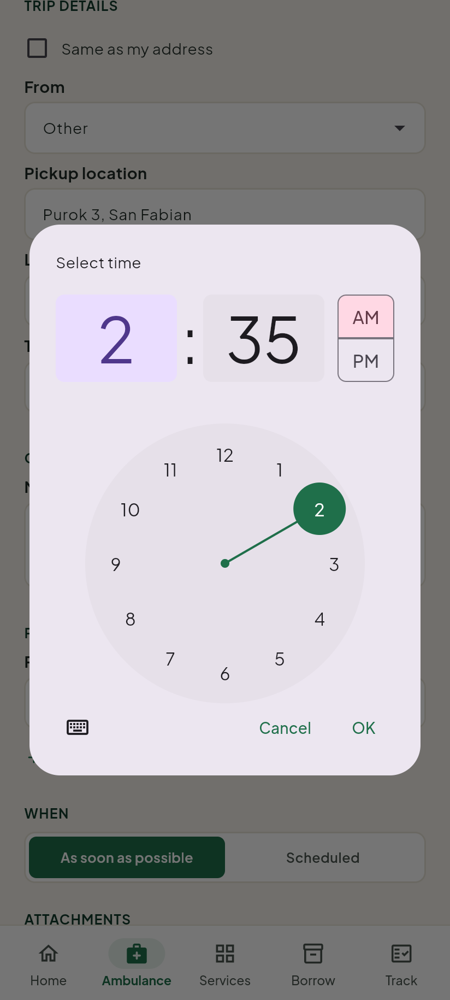 TRIP DETAILS
Same as my address
From
Other
Pickup location
Purok 3, San Fabian
Select time
2 : 35
AM
PM
12
11 1
10 2
9 3
8 4
7 5
6
Cancel OK
WHEN
As soon as possible Scheduled
ATTACHMENTS
Home Ambulance Services Borrow Track